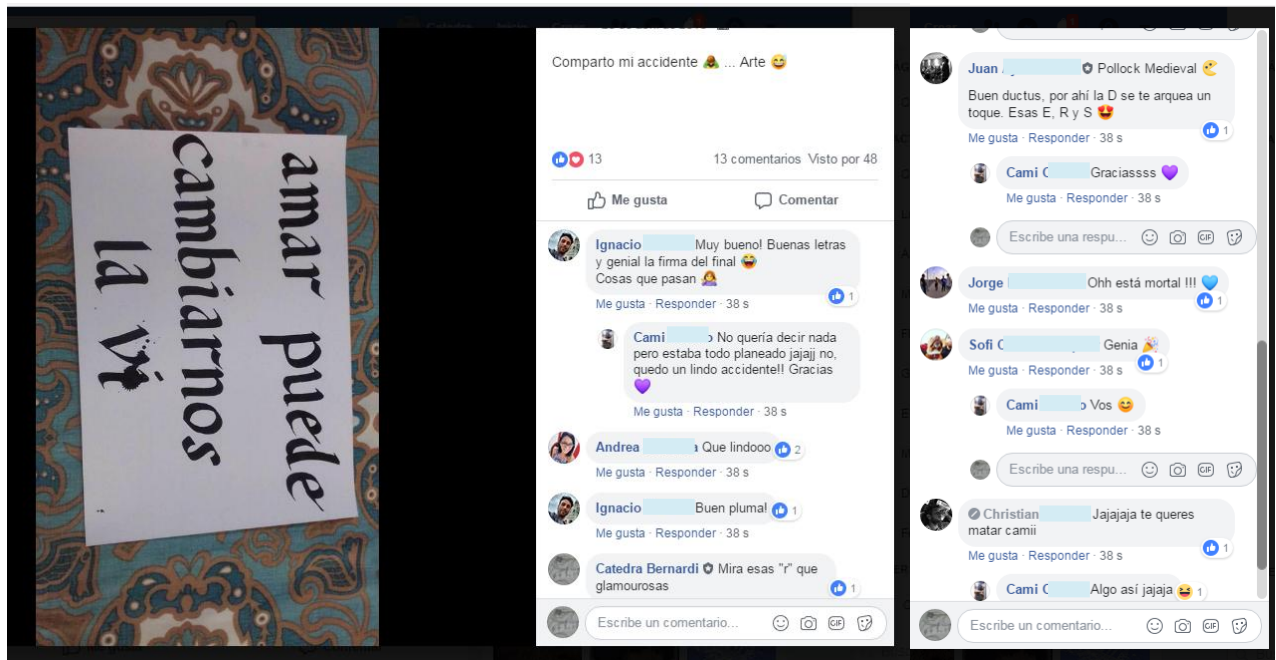 amar puede
cambiarnos
la vi
Comparto mi accidente 🙈 ... Arte 😅
13
13 comentarios Visto por 48
Me gusta
Comentar
Ignacio Muy bueno! Buenas letras
y genial la firma del final 😂
Cosas que pasan 🤷‍♀️
1
Me gusta · Responder · 38 s
Cami o No quería decir nada
pero estaba todo planeado jajajj no,
quedo un lindo accidente!! Gracias
💜
Me gusta · Responder · 38 s
Andrea a Que lindooo 2
Me gusta · Responder · 38 s
Ignacio Buen pluma! 1
Me gusta · Responder · 38 s
Catedra Bernardi Mira esas "r" que
glamourosas
1
Escribe un comentario...
GIF
Juan Pollock Medieval
Buen ductus, por ahí la D se te arquea un
toque. Esas E, R y S 😍
Me gusta · Responder · 38 s
1
Cami C Graciassss 💜
Me gusta · Responder · 38 s
Escribe una respu...
GIF
Jorge Ohh está mortal !!! 💙
Me gusta · Responder · 38 s
1
Sofi C Genia 🎉
Me gusta · Responder · 38 s
1
Cami o Vos 😊
Me gusta · Responder · 38 s
Escribe una respu...
GIF
Christian Jajajaja te queres
matar camii
Me gusta · Responder · 38 s
1
Cami C Algo así jajaja 😆 1
Escribe un comentario...
GIF